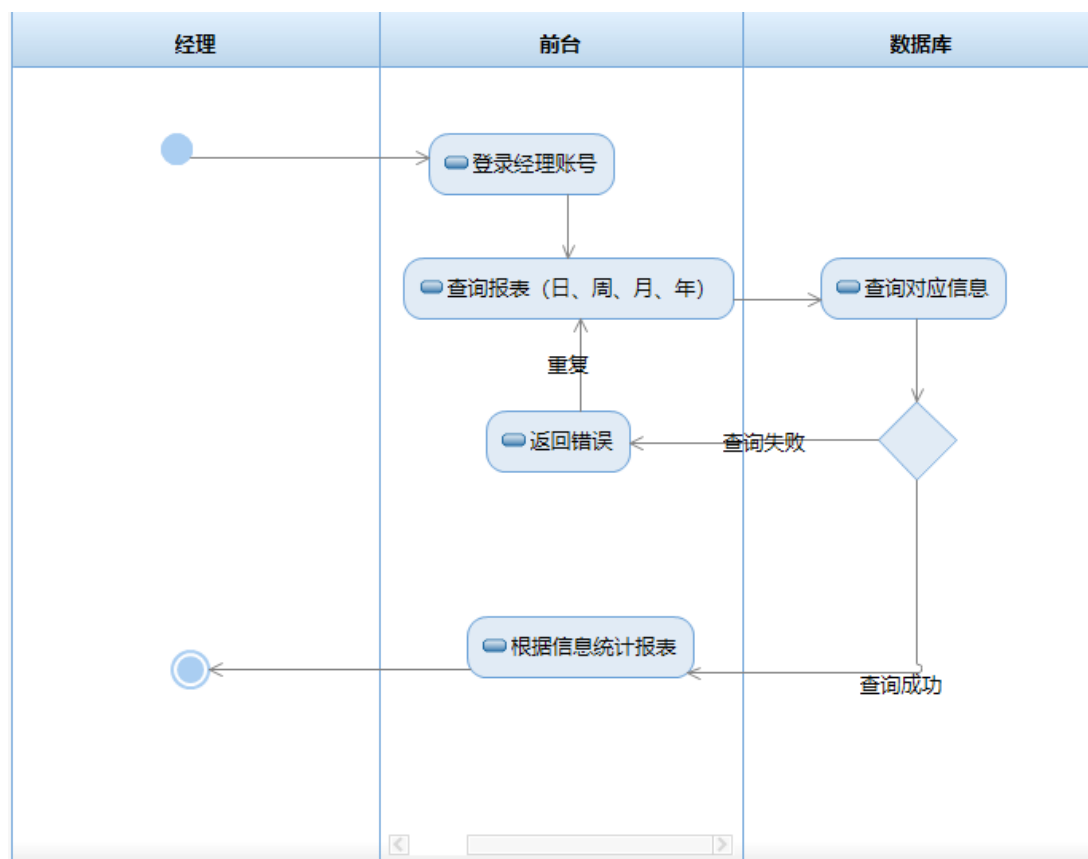 经理
前台
数据库
登录经理账号
查询报表（日、周、月、年）
查询对应信息
重复
返回错误
查询失败
根据信息统计报表
查询成功